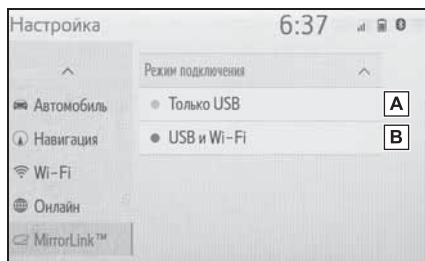 Настройка 6:37
Режим подключения
Автомобиль
Только USB A
Навигация
USB и Wi-Fi B
Wi-Fi
Онлайн
MirrorLink™